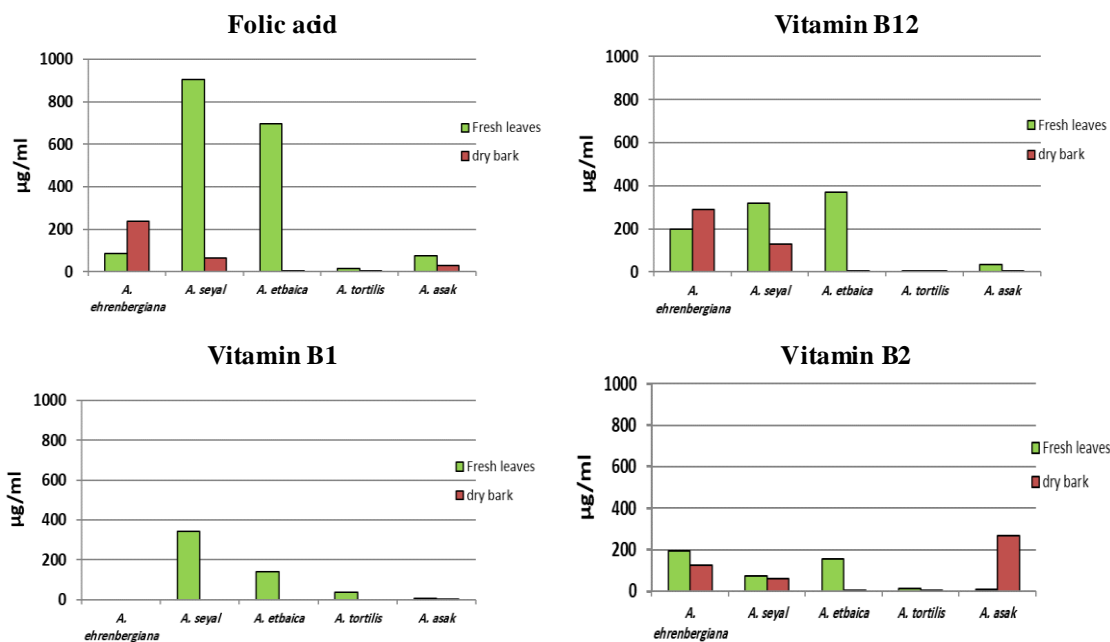 Folic acid
1000
800
600
400
200
0
µg/ml
Fresh leaves
dry bark
A. ehrenbergiana
A. seyal
A. etbaica
A. tortilis
A. asak
Vitamin B12
1000
800
600
400
200
0
µg/ml
Fresh leaves
dry bark
A. ehrenbergiana
A. seyal
A. etbaica
A. tortilis
A. asak
Vitamin B1
1000
800
600
400
200
0
µg/ml
Fresh leaves
dry bark
A. ehrenbergiana
A. seyal
A. etbaica
A. tortilis
A. asak
Vitamin B2
1000
800
600
400
200
0
µg/ml
Fresh leaves
dry bark
A. ehrenbergiana
A. seyal
A. etbaica
A. tortilis
A. asak